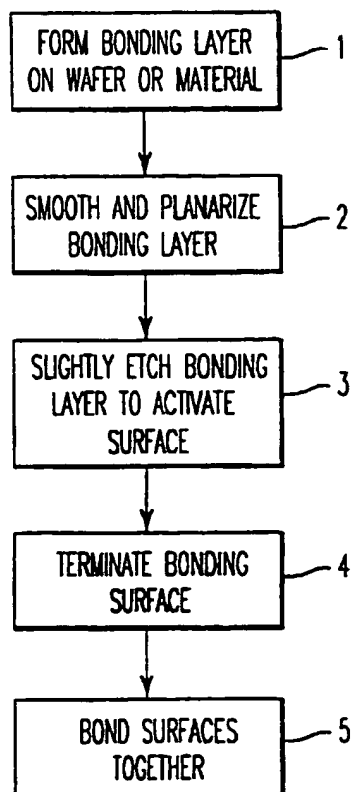 FORM BONDING LAYER
ON WAFER OR MATERIAL
1
SMOOTH AND PLANARIZE
BONDING LAYER
2
SLIGHTLY ETCH BONDING
LAYER TO ACTIVATE
SURFACE
3
TERMINATE BONDING
SURFACE
4
BOND SURFACES
TOGETHER
5